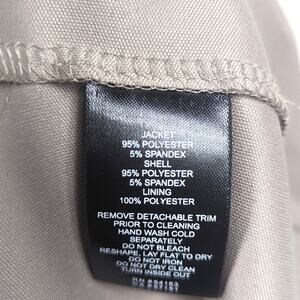 JACKET
95% POLYESTER
5% SPANDEX
SHELL
95% POLYESTER
5% SPANDEX
LINING
100% POLYESTER
REMOVE DETACHABLE TRIM
PRIOR TO CLEANING
HAND WASH COLD
SEPARATELY
DO NOT BLEACH
RESHAPE, LAY FLAT TO DRY
DO NOT IRON
DO NOT DRY CLEAN
TURN INSIDE OUT